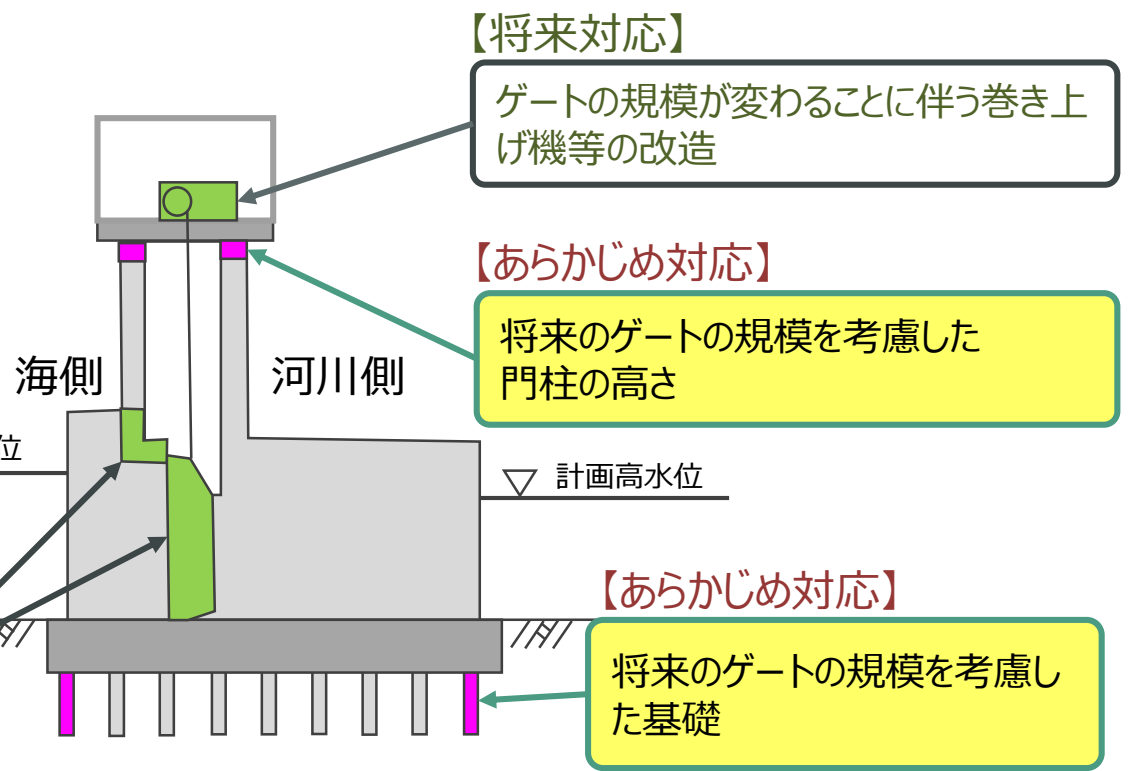 【将来対応】
ゲートの規模が変わることに伴う巻き上
げ機等の改造
【あらかじめ対応】
将来のゲートの規模を考慮した
門柱の高さ
海側
河川側
位
計画高水位
【あらかじめ対応】
将来のゲートの規模を考慮し
た基礎